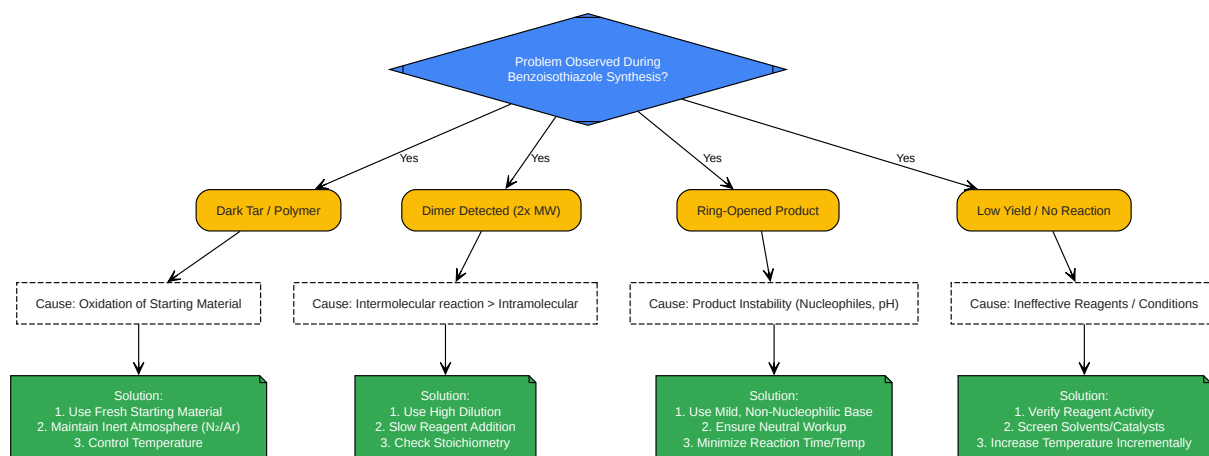 Problem Observed During
Benzoisothiazole Synthesis?
Yes
Yes
Yes
Yes
Dark Tar / Polymer
Dimer Detected (2x MW)
Ring-Opened Product
Low Yield / No Reaction
Cause: Oxidation of Starting Material
Cause: Intermolecular reaction > Intramolecular
Cause: Product Instability (Nucleophiles, pH)
Cause: Ineffective Reagents / Conditions
Solution:
1. Use Fresh Starting Material
2. Maintain Inert Atmosphere (N₂/Ar)
3. Control Temperature
Solution:
1. Use High Dilution
2. Slow Reagent Addition
3. Check Stoichiometry
Solution:
1. Use Mild, Non-Nucleophilic Base
2. Ensure Neutral Workup
3. Minimize Reaction Time/Temp
Solution:
1. Verify Reagent Activity
2. Screen Solvents/Catalysts
3. Increase Temperature Incrementally